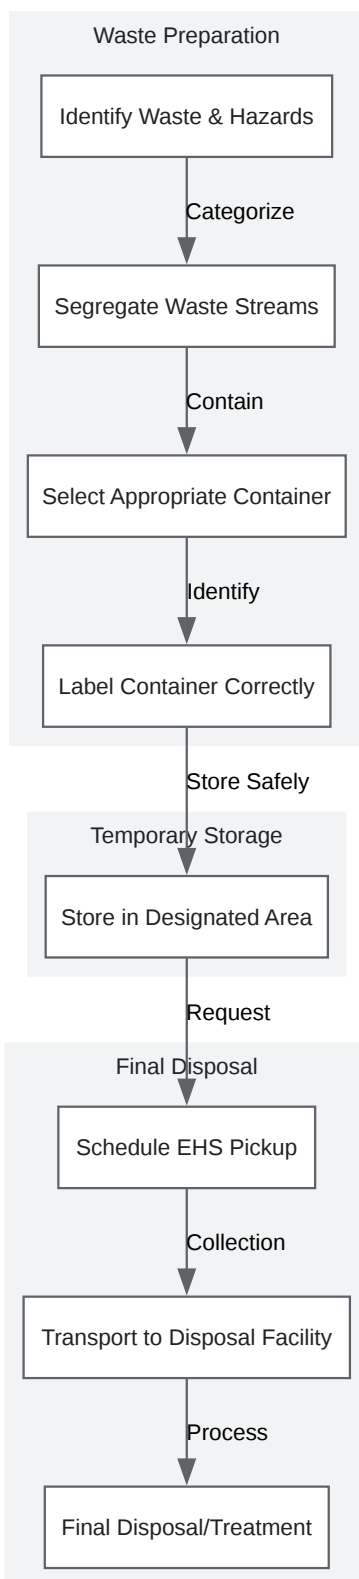 Waste Preparation
Identify Waste & Hazards
Categorize
Segregate Waste Streams
Contain
Select Appropriate Container
Identify
Label Container Correctly
Store Safely
Temporary Storage
Store in Designated Area
Request
Final Disposal
Schedule EHS Pickup
Collection
Transport to Disposal Facility
Process
Final Disposal/Treatment